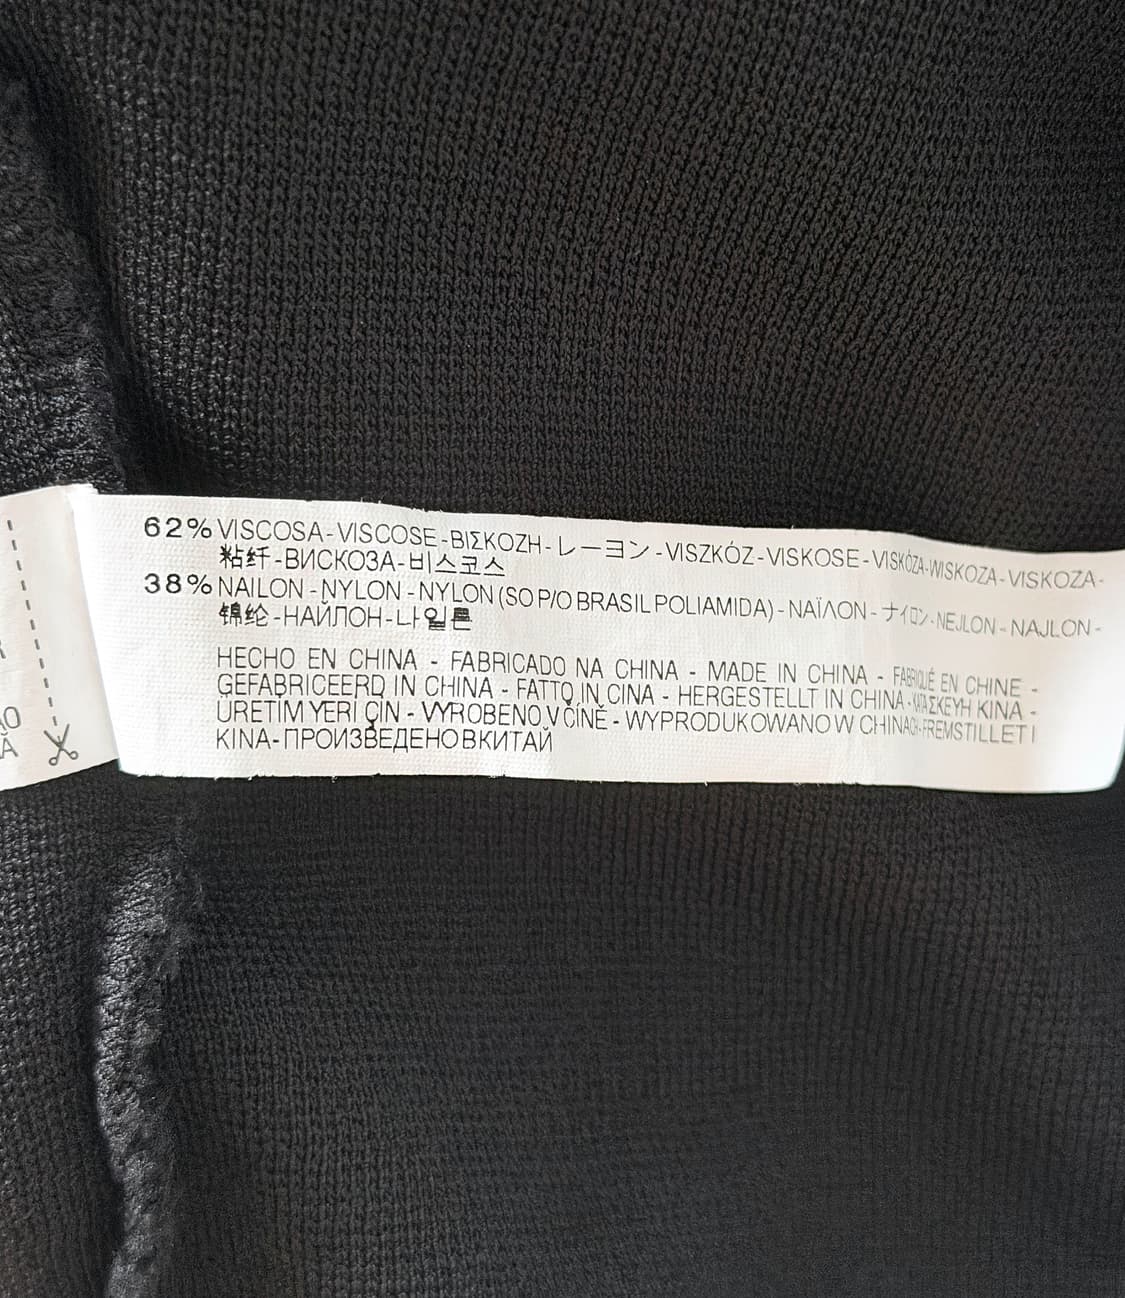 62% VISCOSA - VISCOSE - ΒΙΣΚΟΖΗ - レーヨン - VISZKÓZ - VISKOSE - VISKÓZA - WISKOZA - VISKOZA -
粘纤 - ВИСКОЗА - 비스코스
38% NAILON - NYLON - NYLON (SO P/O BRASIL POLIAMIDA) - ΝΑΪΛΟΝ - ナイロン - NEJLON - NAJLON -
锦纶 - НАЙЛОН - 나일론
HECHO EN CHINA - FABRICADO NA CHINA - MADE IN CHINA - FABRIQUÉ EN CHINE -
GEFABRICEERD IN CHINA - FATTO IN CINA - HERGESTELLT IN CHINA - ΚΑΤΑΣΚΕΥΗ ΚΙΝΑ -
ÜRETİM YERİ ÇİN - VYROBENO V ČÍNĚ - WYPRODUKOWANO W CHINACH - FREMSTILLET I
KINA - ПРОИЗВЕДЕНО В КИТАЙ